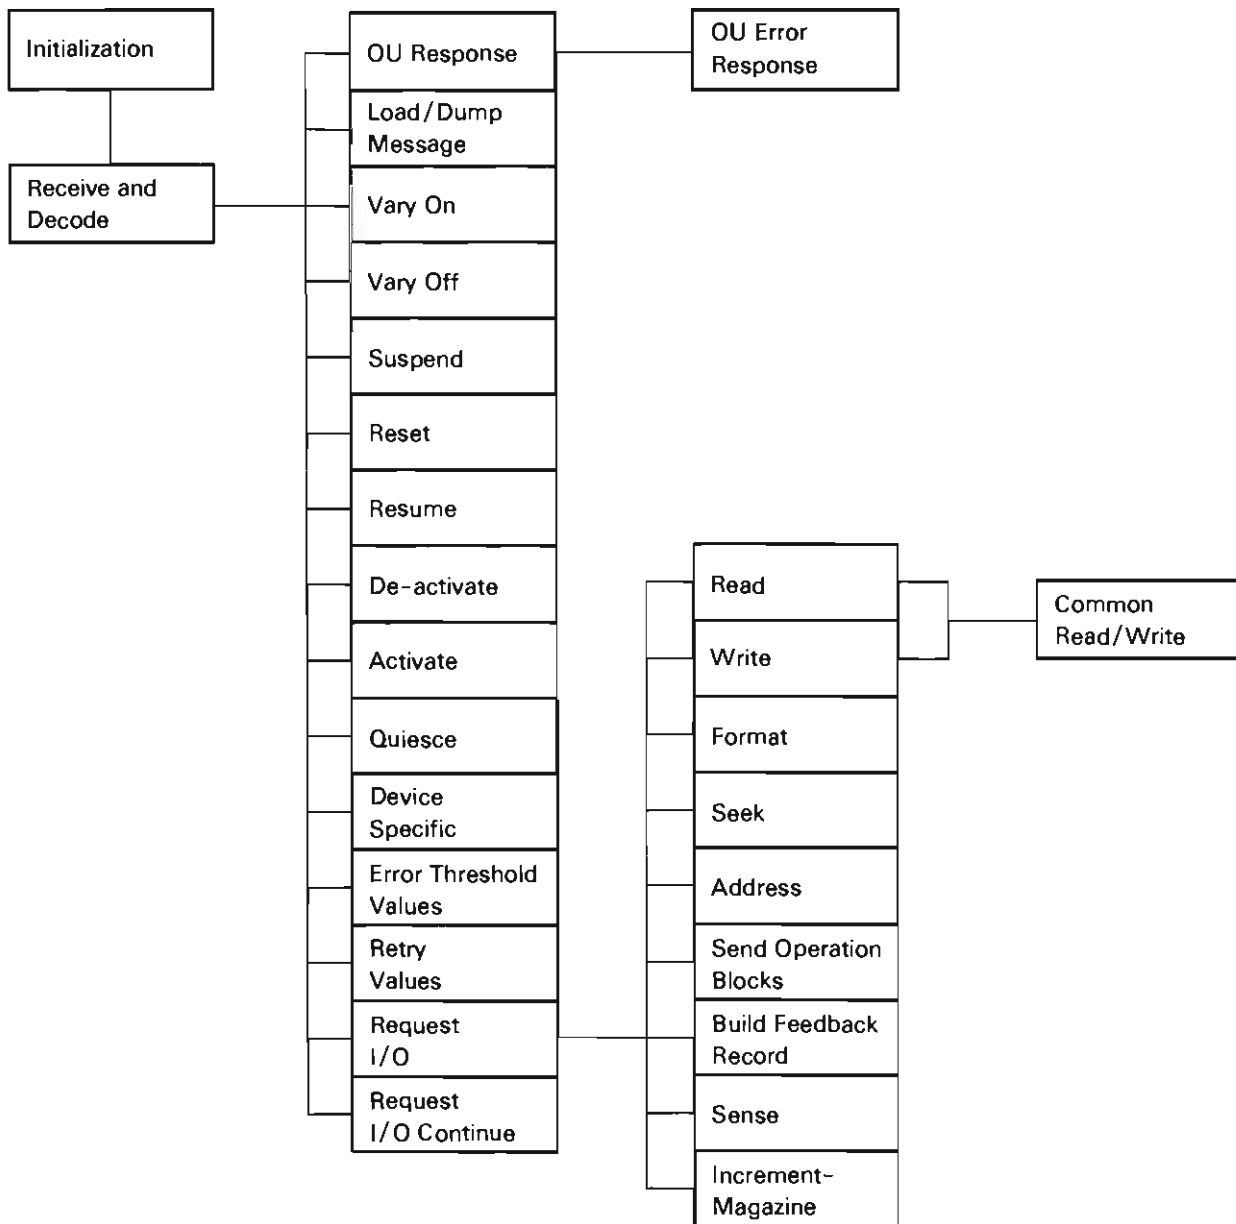 Initialization
Receive and
Decode
OU Response
Load/Dump
Message
Vary On
Vary Off
Suspend
Reset
Resume
De-activate
Activate
Quiesce
Device
Specific
Error Threshold
Values
Retry
Values
Request
I/O
Request
I/O Continue
OU Error
Response
Read
Write
Format
Seek
Address
Send Operation
Blocks
Build Feedback
Record
Sense
Increment-
Magazine
Common
Read/Write